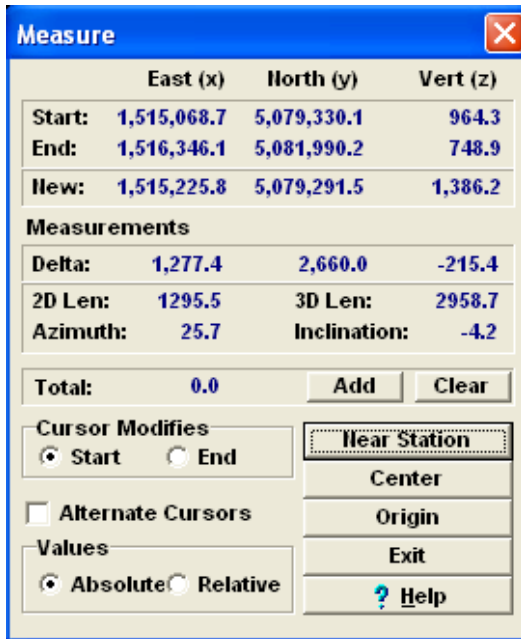 Measure
East (x) North (y) Vert (z)
Start: 1,515,068.7 5,079,330.1 964.3
End: 1,516,346.1 5,081,990.2 748.9
New: 1,515,225.8 5,079,291.5 1,386.2
Measurements
Delta: 1,277.4 2,660.0 -215.4
2D Len: 1295.5 3D Len: 2958.7
Azimuth: 25.7 Inclination: -4.2
Total: 0.0 Add Clear
Cursor Modifies
Start End
Near Station
Center
Alternate Cursors
Origin
Values
Exit
Absolute Relative
? Help